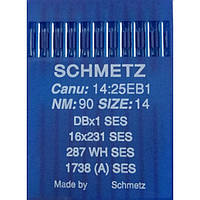 SCHMETZ
Canu: 14:25EB1
NM: 90 SIZE: 14
DBx1 SES
16x231 SES
287 WH SES
1738 (A) SES
Made by Schmetz